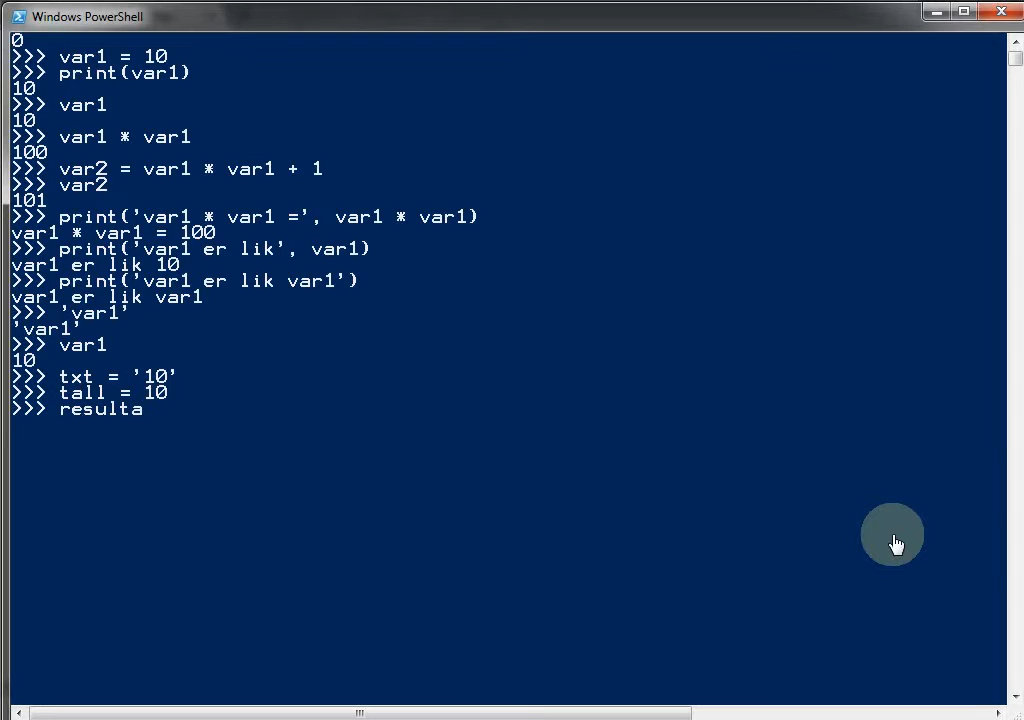 Windows PowerShell
0
>>> var1 = 10
>>> print(var1)
10
>>> var1
10
>>> var1 * var1
100
>>> var2 = var1 * var1 + 1
>>> var2
101
>>> print('var1 * var1 =', var1 * var1)
var1 * var1 = 100
>>> print('var1 er lik', var1)
var1 er lik 10
>>> print('var1 er lik var1')
var1 er lik var1
>>> 'var1'
'var1'
>>> var1
10
>>> txt = '10'
>>> tall = 10
>>> resulta